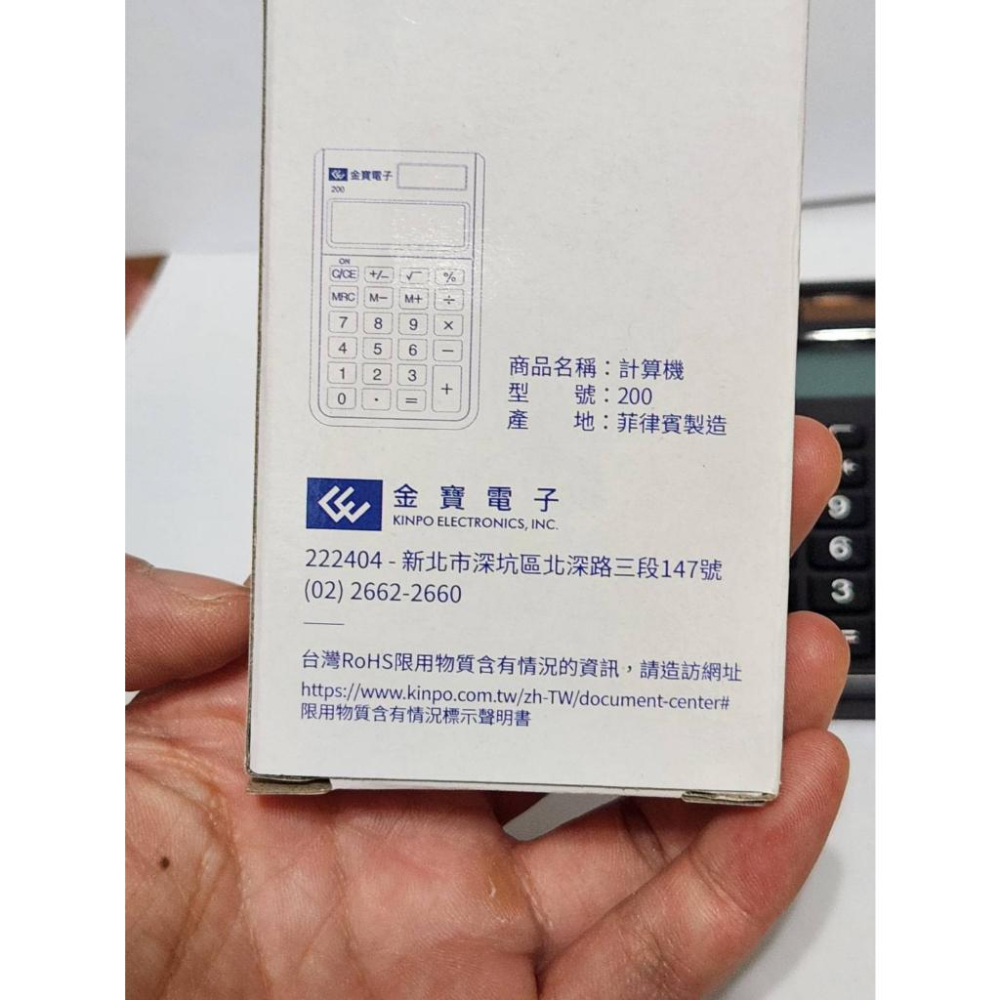 金寶電子
200
ON
C/CE +/− √‾ %
MRC M− M+ ÷
7 8 9 ×
4 5 6 −
1 2 3 +
0 · =
商品名稱：計算機
型　　號：200
產　　地：菲律賓製造
金寶電子
KINPO ELECTRONICS, INC.
222404 - 新北市深坑區北深路三段147號
(02) 2662-2660
台灣RoHS限用物質含有情況的資訊，請造訪網址
https://www.kinpo.com.tw/zh-TW/document-center#
限用物質含有情況標示聲明書
9
6
3
=